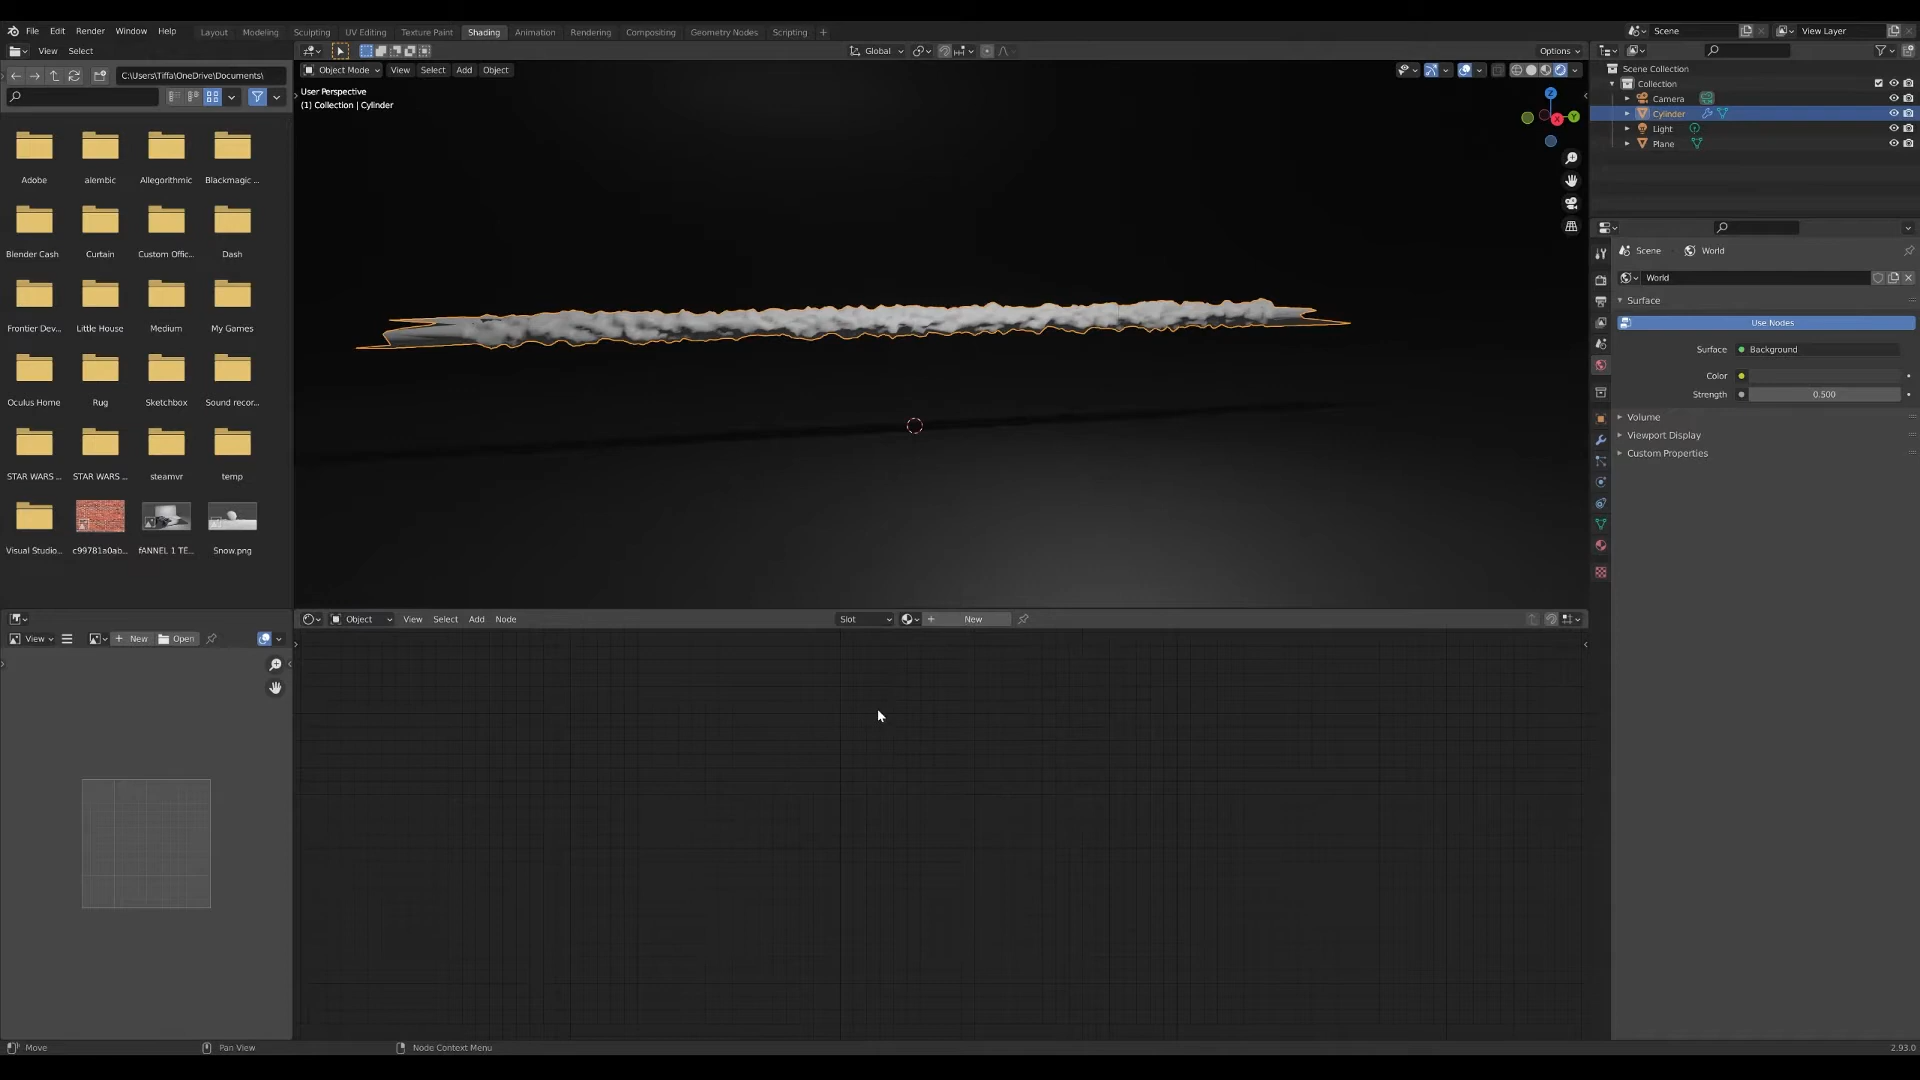 File Edit Render Window Help Layout Modeling Sculpting UV Editing Texture Paint Shading Animation Rendering Compositing Geometry Nodes Scripting + Scene View Layer
View Select Global Options
C:\Users\Tiffa\OneDrive\Documents\
Object Mode View Select Add Object
User Perspective
(1) Collection | Cylinder
Z
X Y
Scene Collection
Collection
Camera
Cylinder
Light
Plane
Adobe alembic Allegorithmic Blackmagic ...
Blender Cash Curtain Custom Offic... Dash
Frontier Dev... Little House Medium My Games
Oculus Home Rug Sketchbox Sound recor...
STAR WARS ... STAR WARS ... steamvr temp
Visual Studio... c99781a0ab... fANNEL 1 TE... Snow.png
Scene World
World
Surface
Use Nodes
Surface Background
Color
Strength 0.500
Volume
Viewport Display
Custom Properties
Object View Select Add Node Slot + New
View + New Open
Move Pan View Node Context Menu 2.93.0